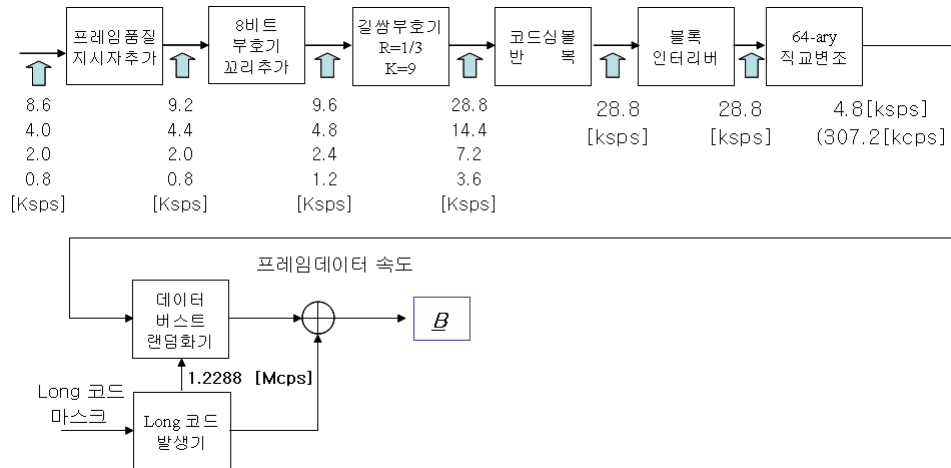 프레임품질
지시자추가
8비트
부호기
꼬리추가
길쌈부호기
R=1/3
K=9
코드심볼
반 복
블록
인터리버
64-ary
직교변조
8.6
4.0
2.0
0.8
[Ksps]
9.2
4.4
2.0
0.8
[Ksps]
9.6
4.8
2.4
1.2
[Ksps]
28.8
14.4
7.2
3.6
[Ksps]
28.8
[ksps]
28.8
[ksps]
4.8[ksps]
(307.2[kcps]
프레임데이터 속도
데이터
버스트
랜덤화기
B
1.2288 [Mcps]
Long 코드
마스크
Long 코드
발생기